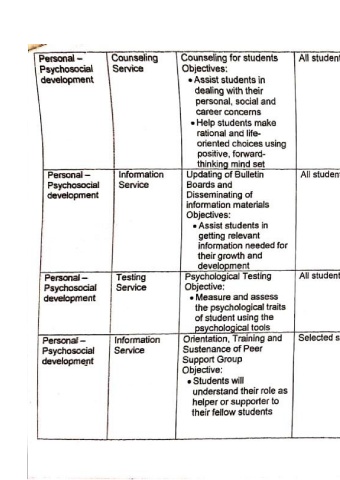 Personal – Psychosocial development
Counseling Service
Counseling for students
Objectives:
• Assist students in
dealing with their
personal, social and
career concerns
• Help students make
rational and life-
oriented choices using
positive, forward-
thinking mind set
All
Personal –
Psychosocial
development
Information
Service
Updating of Bulletin
Boards and
Disseminating of
information materials
Objectives:
• Assist students in
getting relevant
information needed for
their growth and
development
All
Personal –
Psychosocial
development
Testing
Service
Psychological Testing
Objective:
• Measure and assess
the psychological traits
of student using the
psychological tools
All student
Personal –
Psychosocial
development
Information
Service
Orientation, Training and
Sustenance of Peer
Support Group
Objective:
• Students will
understand their role as
helper or supporter to
their fellow students
Selected s